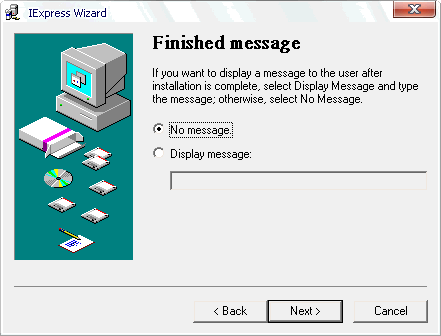 IExpress Wizard
Finished message
If you want to display a message to the user after
installation is complete, select Display Message and type
the message; otherwise, select No Message.
No message.
Display message:
< Back Next > Cancel